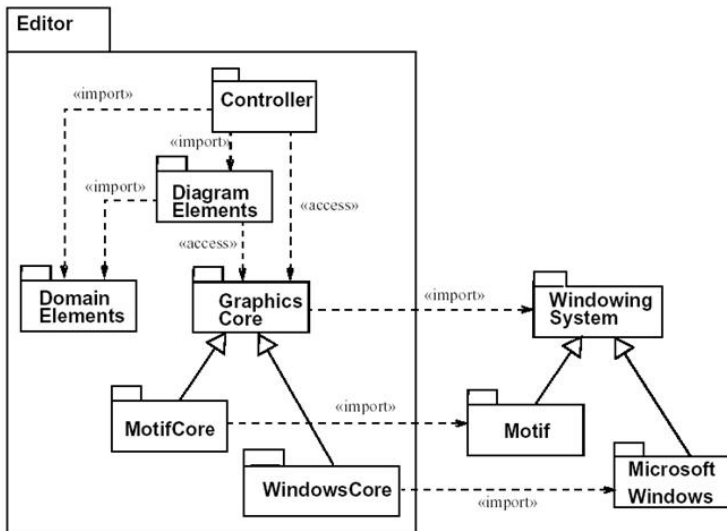 Editor
Controller
«import»
«import»
Diagram
Elements
«import»
«access»
«access»
Domain
Elements
Graphics
Core
«import»
Windowing
System
MotifCore
«import»
Motif
WindowsCore
«import»
Microsoft
Windows